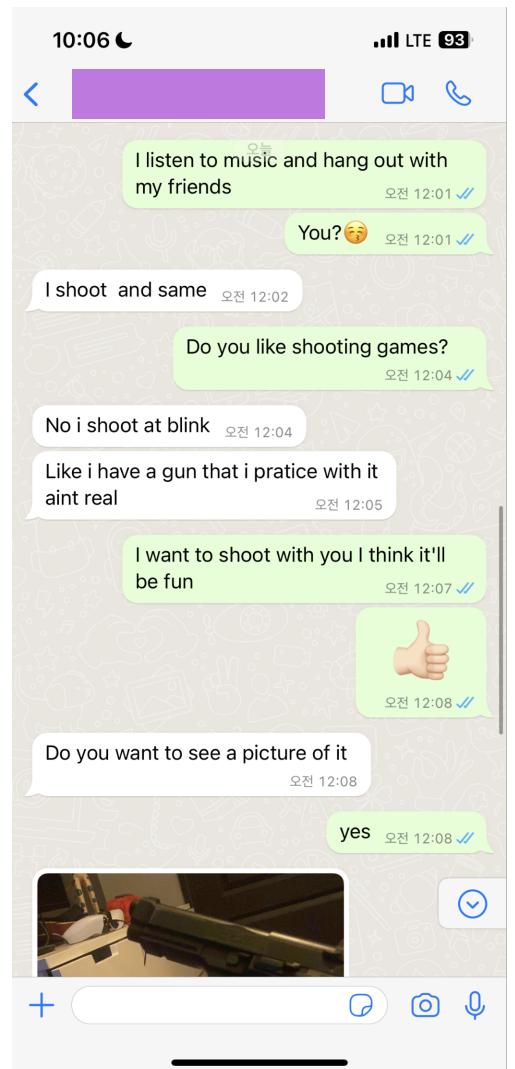 10:06
LTE 93
오늘
I listen to music and hang out with
my friends
오전 12:01
You?😚 오전 12:01
I shoot  and same 오전 12:02
Do you like shooting games?
오전 12:04
No i shoot at blink 오전 12:04
Like i have a gun that i pratice with it
aint real 오전 12:05
I want to shoot with you I think it'll
be fun 오전 12:07
👍🏻
오전 12:08
Do you want to see a picture of it
오전 12:08
yes 오전 12:08